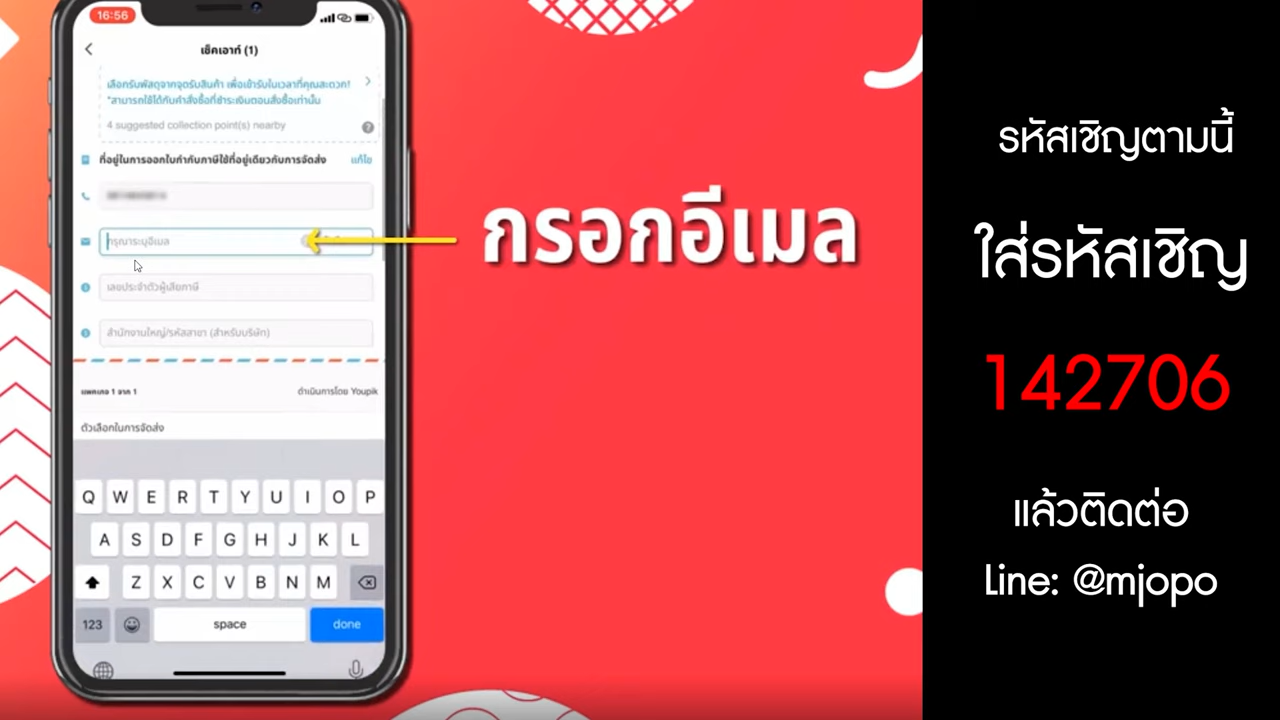 16:56
เช็คเอาท์ (1)
เลือกรับพัสดุจากจุดรับสินค้า เพื่อเข้ารับในเวลาที่คุณสะดวก!
*สามารถใช้ได้กับคำสั่งซื้อที่ชำระเงินตอนสั่งซื้อเท่านั้น
4 suggested collection point(s) nearby
?
ที่อยู่ในการออกใบกำกับภาษีใช้ที่อยู่เดียวกับการจัดส่ง แก้ไข
กรุณาระบุอีเมล
เลขประจำตัวผู้เสียภาษี
สำนักงานใหญ่/รหัสสาขา (สำหรับบริษัท)
แพคเกจ 1 จาก 1 ดำเนินการโดย Youpik
ตัวเลือกในการจัดส่ง
Q W E R T Y U I O P
A S D F G H J K L
Z X C V B N M
123 space done
กรอกอีเมล
รหัสเชิญตามนี้
ใส่รหัสเชิญ
142706
แล้วติดต่อ
Line: @mjopo